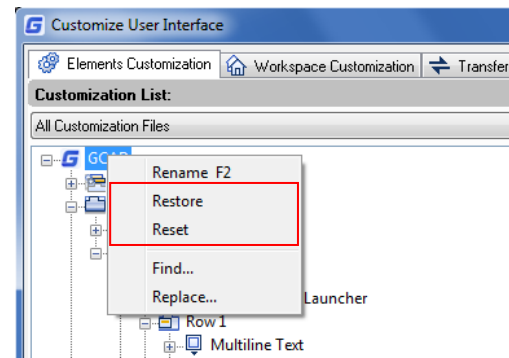 Customize User Interface
Elements Customization
Workspace Customization
Transfer
Customization List:
All Customization Files
Rename F2
Restore
Reset
Find...
Replace...
Launcher
Row 1
Multiline Text